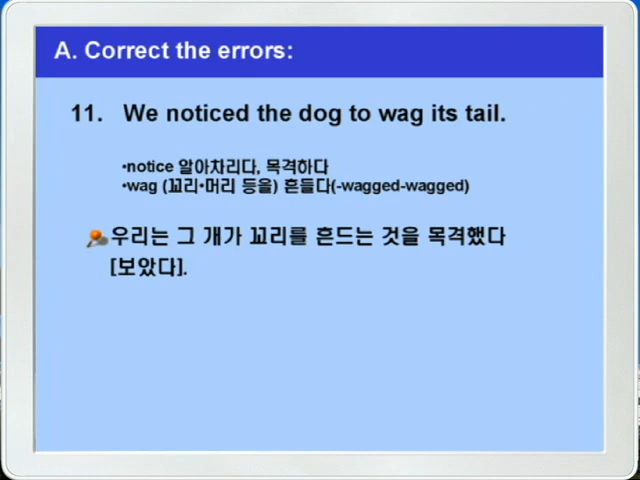 A. Correct the errors:
11. We noticed the dog to wag its tail.
•notice 알아차리다, 목격하다
•wag (꼬리•머리 등을) 흔들다(-wagged-wagged)
우리는 그 개가 꼬리를 흔드는 것을 목격했다
[보았다].